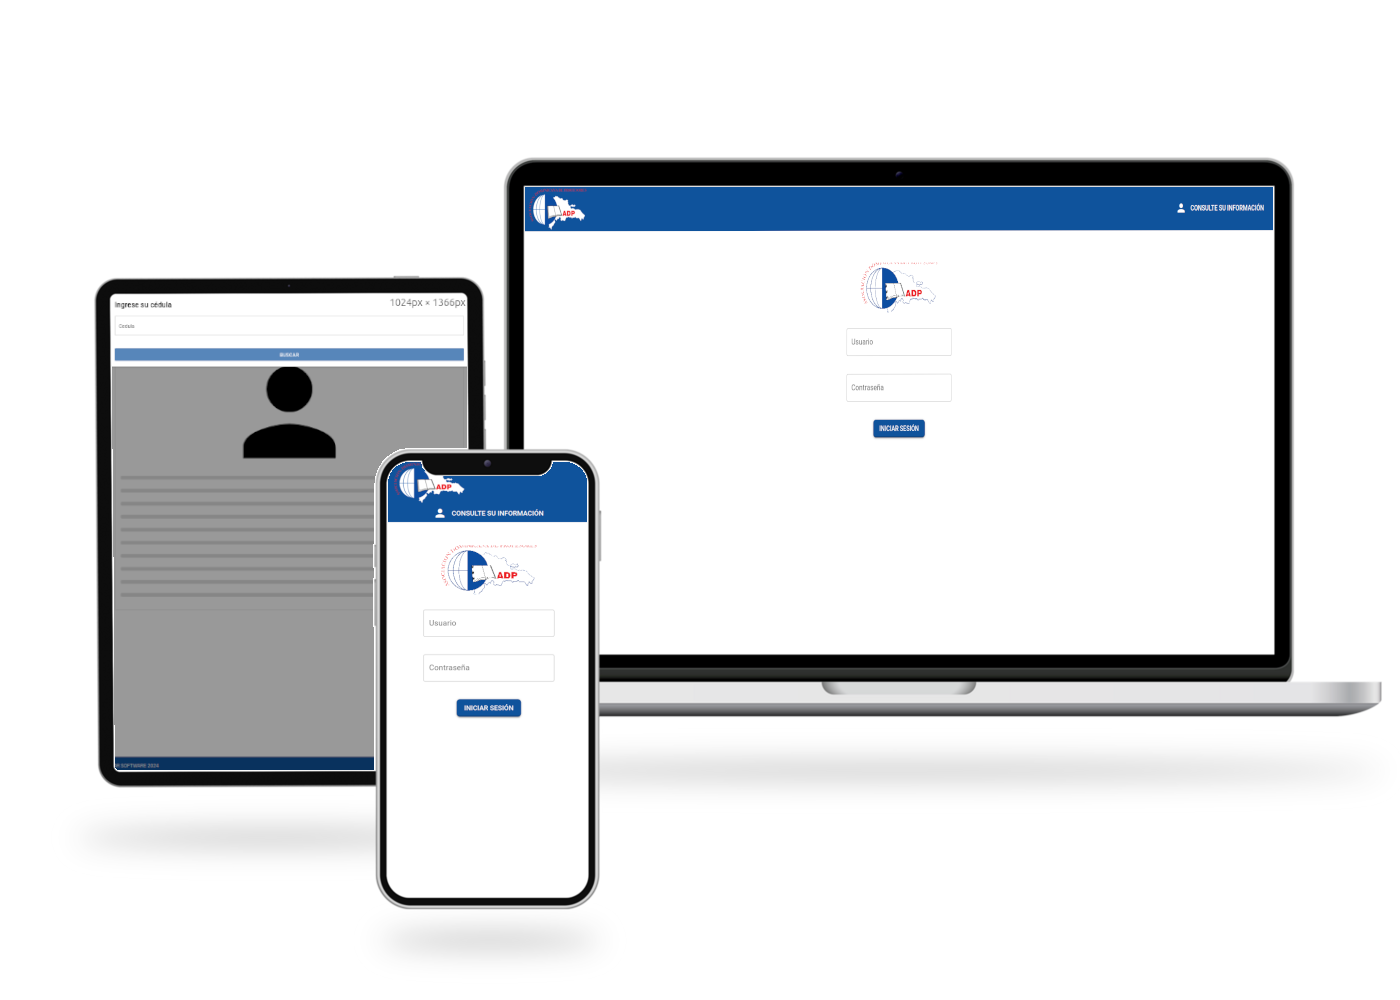 ADP
CONSULTE SU INFORMACIÓN
ADP
Usuario
Contraseña
INICIAR SESIÓN
Ingrese su cédula
1024px × 1366px
Cédula
BUSCAR
SOFTWARE 2024
ADP
CONSULTE SU INFORMACIÓN
ADP
Usuario
Contraseña
INICIAR SESIÓN